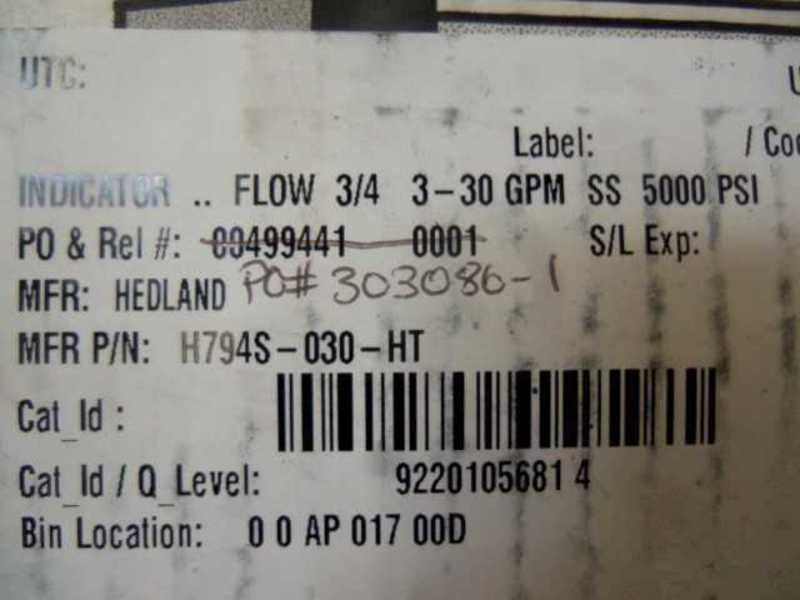 UTC:
Label: / Coo
INDICATOR .. FLOW 3/4 3-30 GPM SS 5000 PSI
PO & Rel #: 00499441 0001 S/L Exp:
PO# 303086-1
MFR: HEDLAND
MFR P/N: H794S-030-HT
Cat_Id :
Cat_Id / Q_Level: 9220105681 4
Bin Location: 0 0 AP 017 00D